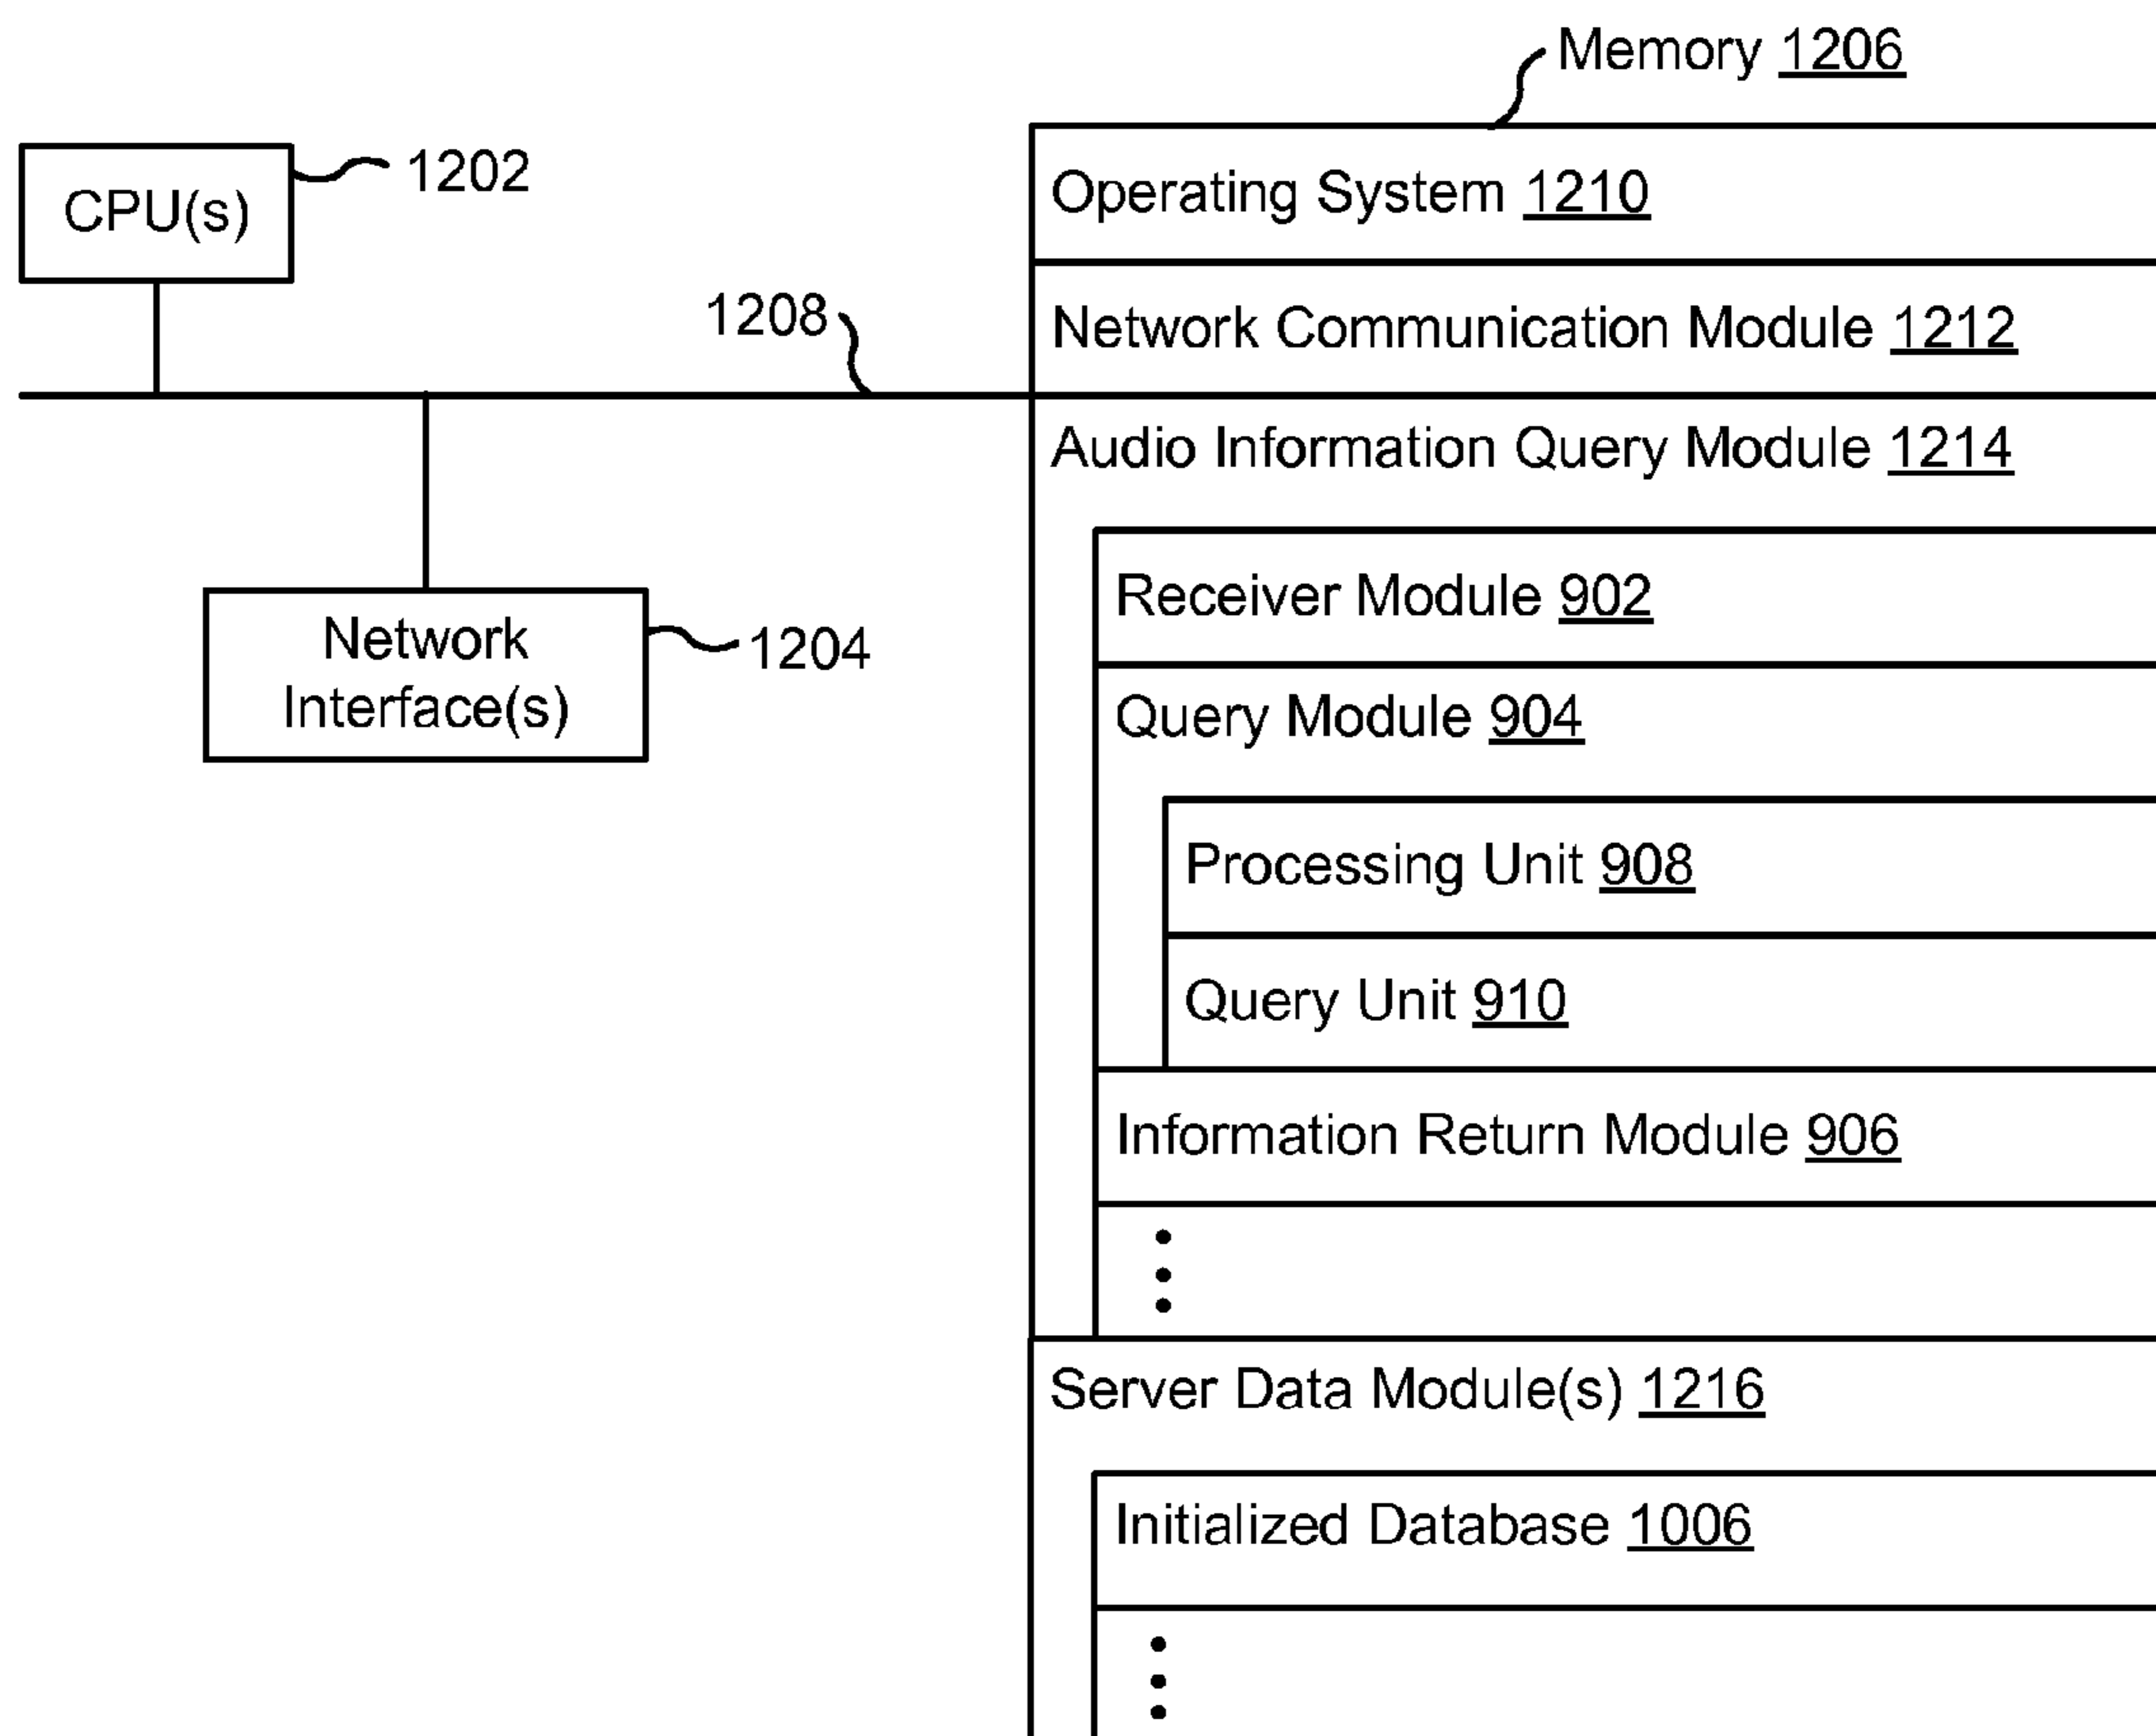 Memory 1206
CPU(s)
1202
Operating System 1210
1208
Network Communication Module 1212
Audio Information Query Module 1214
Network
Interface(s)
1204
Receiver Module 902
Query Module 904
Processing Unit 908
Query Unit 910
Information Return Module 906
Server Data Module(s) 1216
Initialized Database 1006